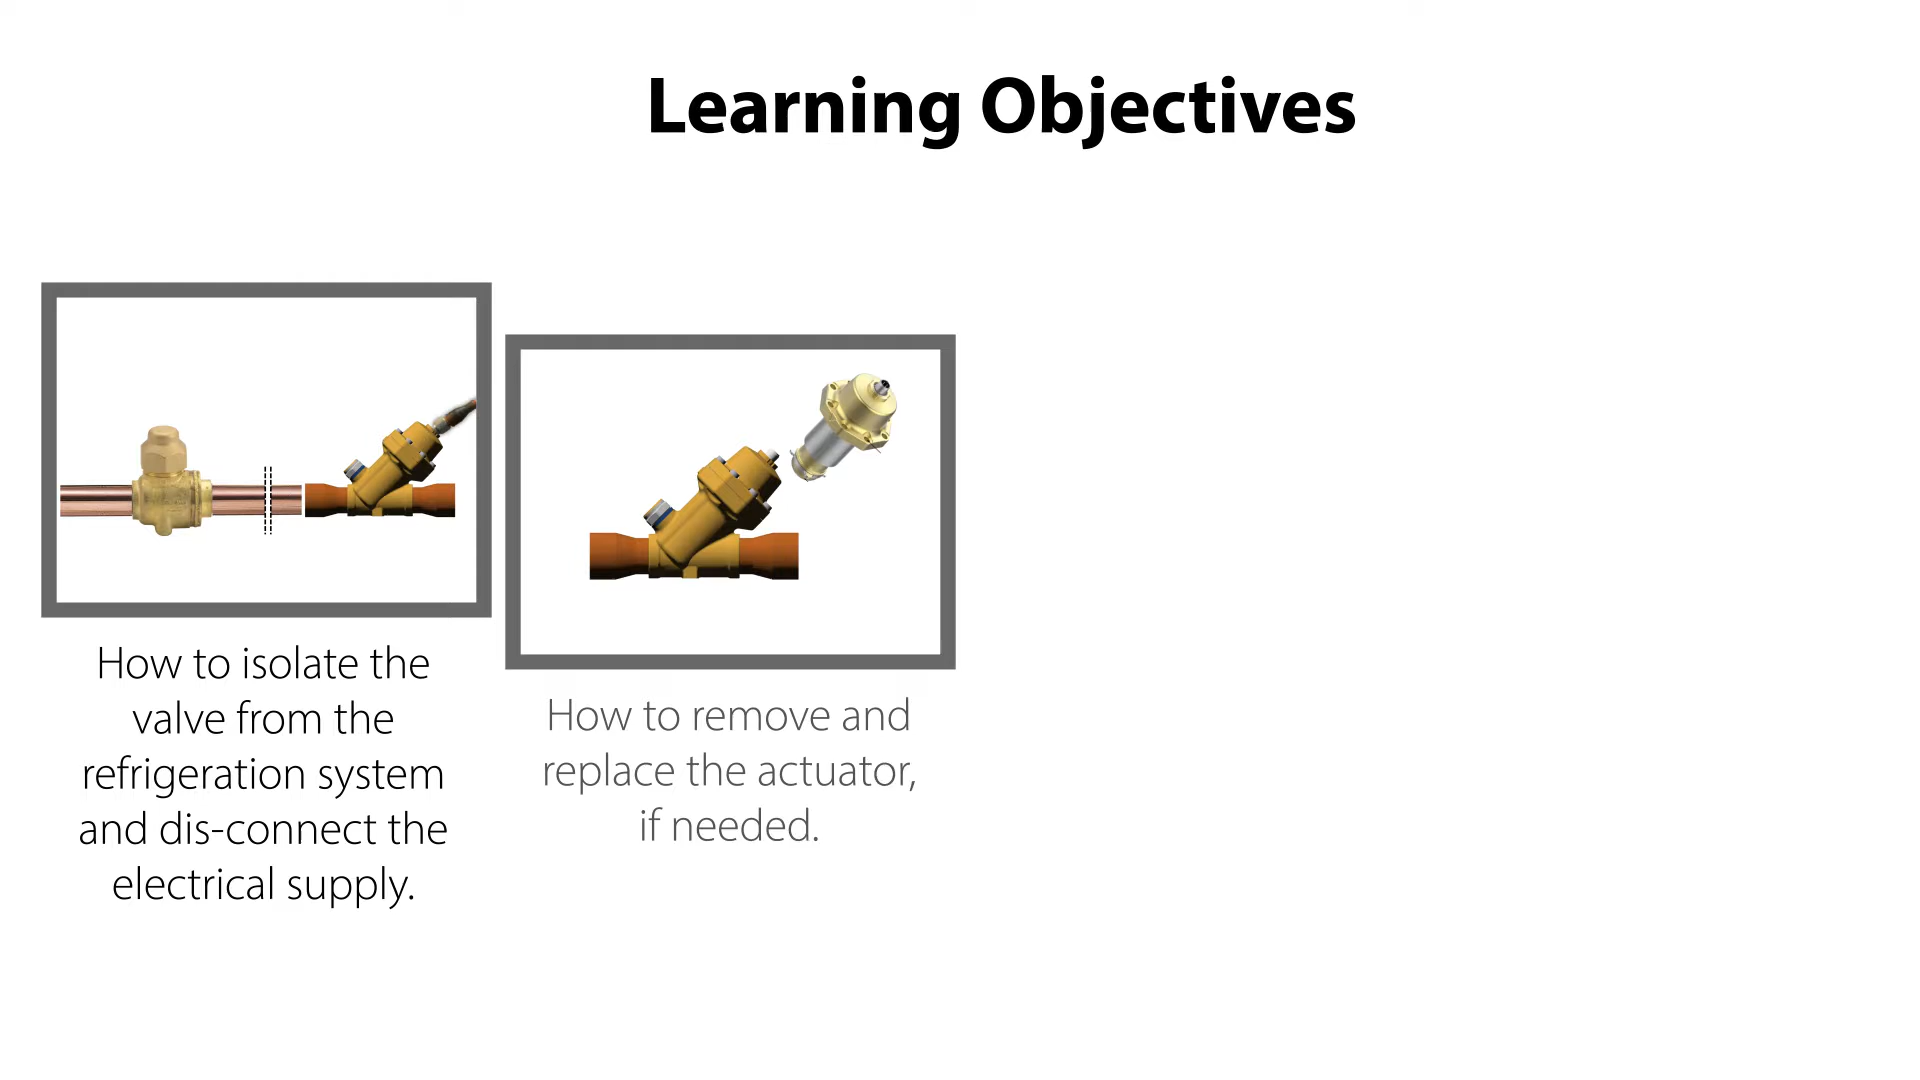 Learning Objectives
How to isolate the
valve from the
refrigeration system
and dis-connect the
electrical supply.
How to remove and
replace the actuator,
if needed.